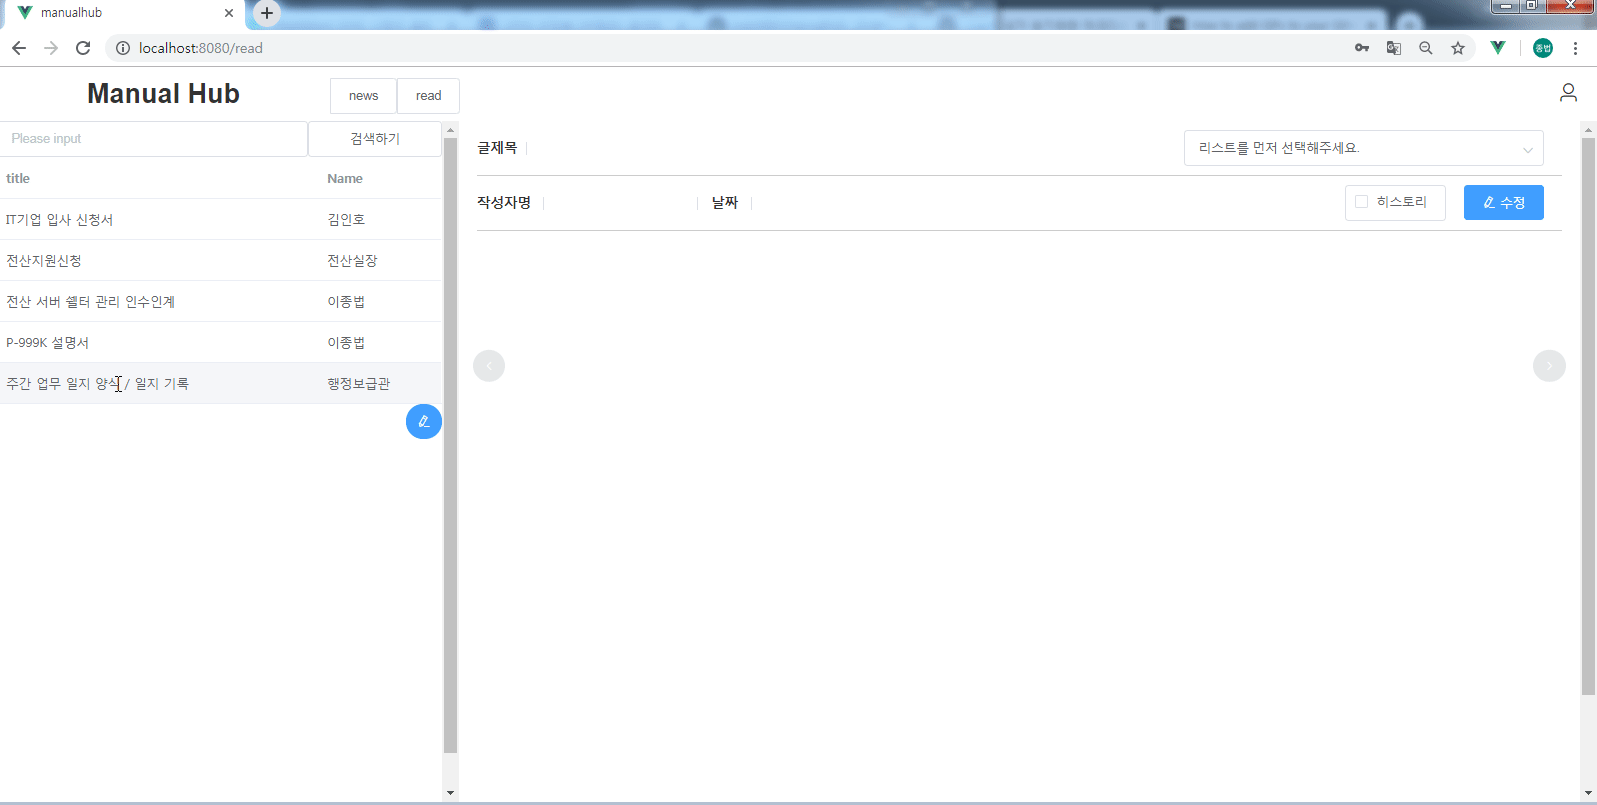 manualhub
localhost:8080/read
종법
Manual Hub
news
read
Please input
검색하기
글제목
리스트를 먼저 선택해주세요.
title Name
작성자명
날짜
히스토리
수정
IT기업 입사 신청서 김인호
전산지원신청 전산실장
전산 서버 쉘터 관리 인수인계 이종법
P-999K 설명서 이종법
주간 업무 일지 양식 / 일지 기록 행정보급관